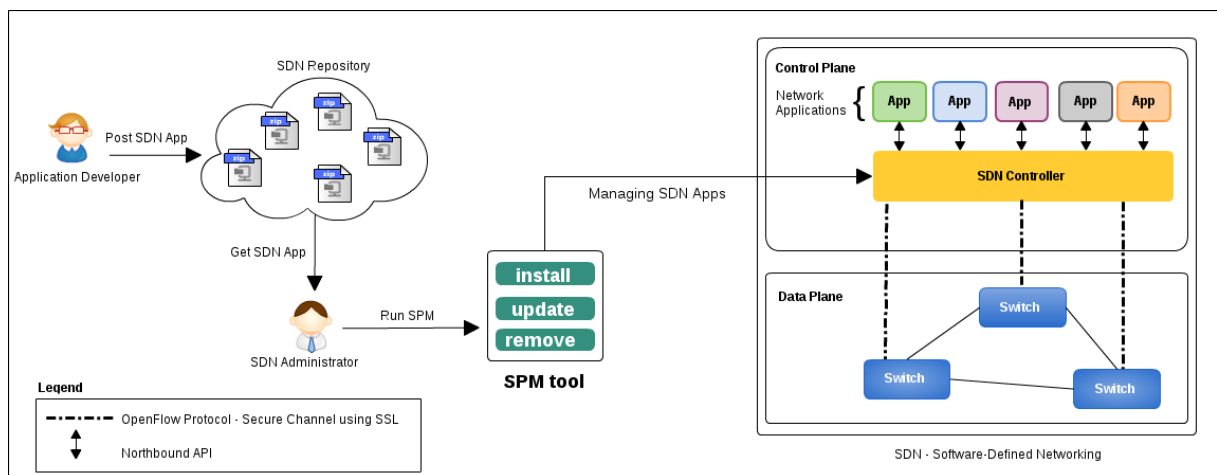 SDN Repository
zip
zip
zip
zip
zip
Post SDN App
Application Developer
Get SDN App
SDN Administrator
Run SPM
install
update
remove
SPM tool
Managing SDN Apps
Control Plane
Network
Applications
App
App
App
App
App
SDN Controller
Data Plane
Switch
Switch
Switch
SDN - Software-Defined Networking
Legend
OpenFlow Protocol - Secure Channel using SSL
Northbound API